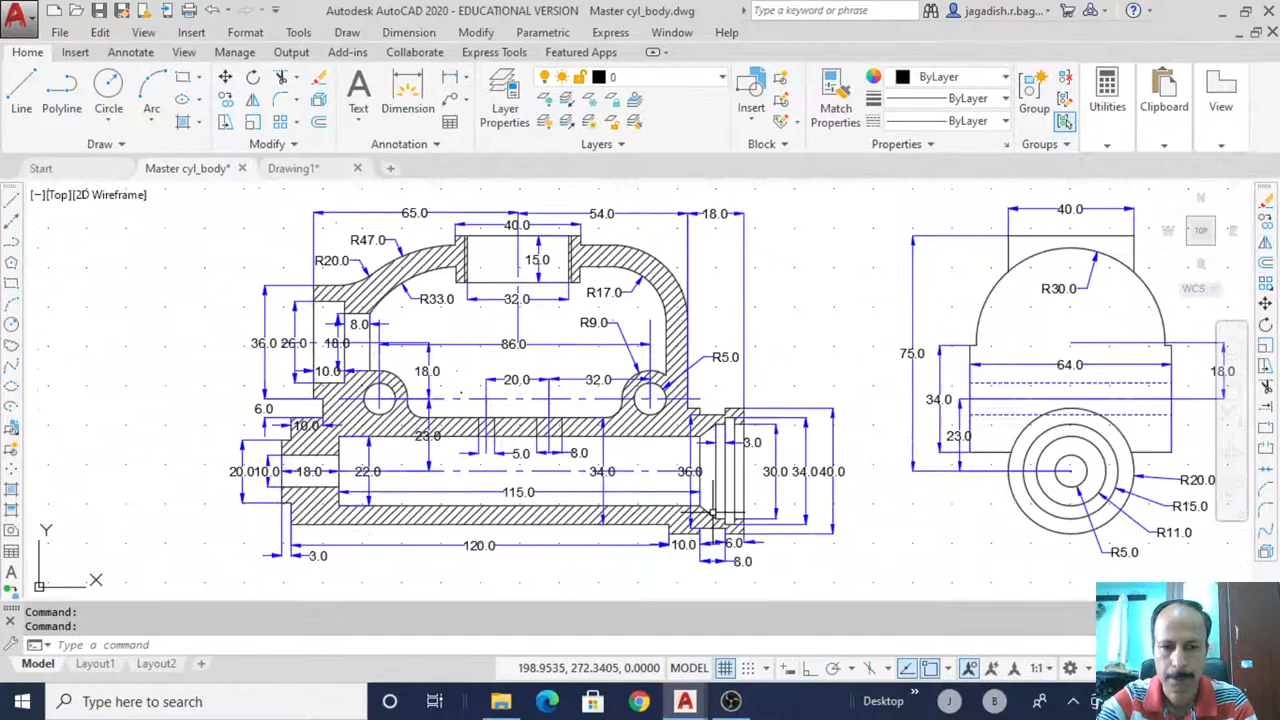 Autodesk AutoCAD 2020 - EDUCATIONAL VERSION Master cyl_body.dwg
Type a keyword or phrase
jagadish.r.bag...
File Edit View Insert Format Tools Draw Dimension Modify Parametric Express Window Help
Home Insert Annotate View Manage Output Add-ins Collaborate Express Tools Featured Apps
Line
Polyline
Circle
Arc
Text
Dimension
Layer
Properties
0
Insert
Match
Properties
ByLayer
ByLayer
ByLayer
Group
Utilities
Clipboard
View
Draw
Modify
Annotation
Layers
Block
Properties
Groups
Start
Master cyl_body*
Drawing1*
[−][Top][2D Wireframe]
TOP
WCS
65.0
54.0
18.0
40.0
R47.0
R20.0
15.0
R33.0
32.0
R17.0
8.0
R9.0
36.0
26.0
18.0
86.0
R5.0
10.0
18.0
20.0
32.0
6.0
10.0
23.0
3.0
5.0
8.0
20.0
10.0
18.0
22.0
34.0
36.0
30.0
34.0
40.0
115.0
120.0
10.0
6.0
3.0
8.0
40.0
R30.0
75.0
64.0
18.0
34.0
23.0
R20.0
R15.0
R11.0
R5.0
Y
X
Command:
Command:
Type a command
Model
Layout1
Layout2
198.9535, 272.3405, 0.0000
MODEL
1:1
Type here to search
Desktop
J
B